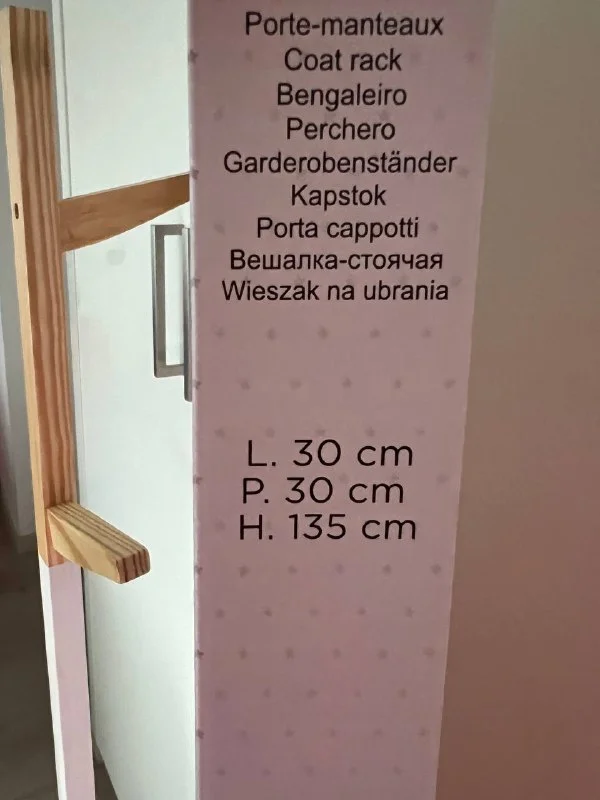 Porte-manteaux
Coat rack
Bengaleiro
Perchero
Garderobenständer
Kapstok
Porta cappotti
Вешалка-стоячая
Wieszak na ubrania
L. 30 cm
P. 30 cm
H. 135 cm